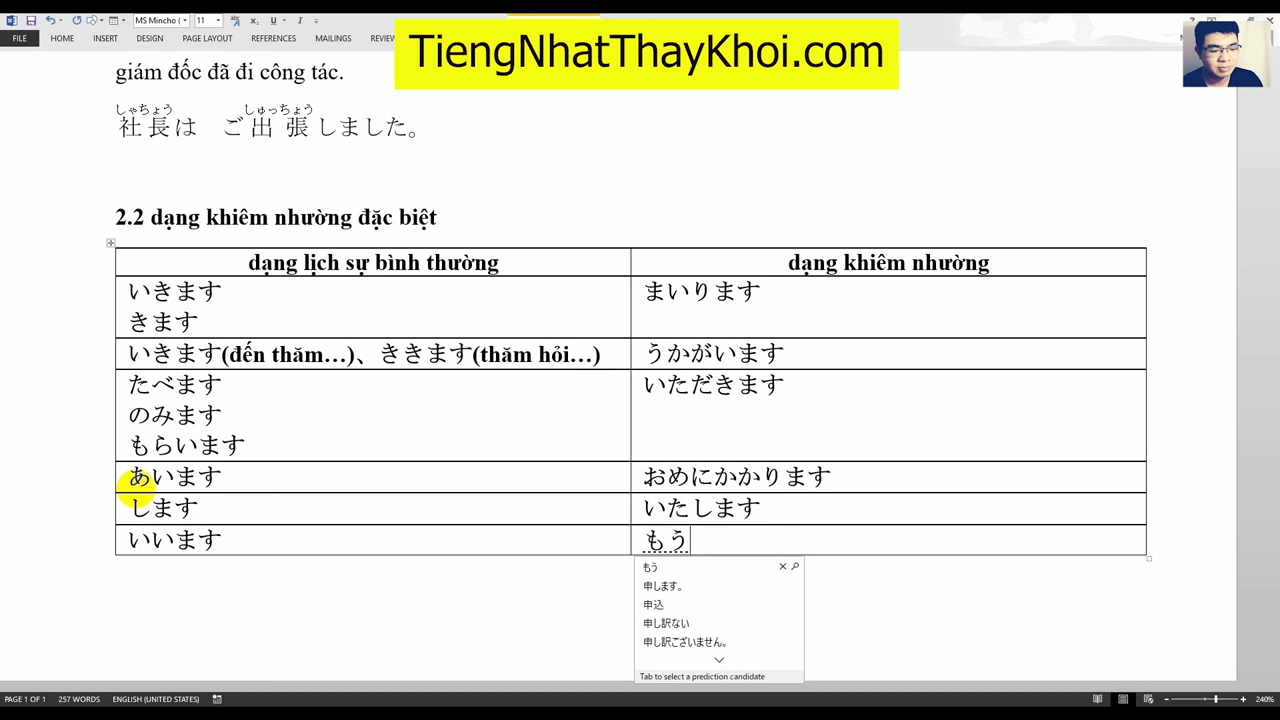 MS Mincho
11
FILE HOME INSERT DESIGN PAGE LAYOUT REFERENCES MAILINGS
TiengNhatThayKhoi.com
giám đốc đã đi công tác.
しゃちょう しゅっちょう
社長は ご出張しました。
2.2 dạng khiêm nhường đặc biệt
dạng lịch sự bình thường dạng khiêm nhường
いきます まいります
きます
いきます(đến thăm…)、ききます(thăm hỏi…) うかがいます
たべます いただきます
のみます
もらいます
あいます おめにかかります
します いたします
いいます もう
もう
申します。
申込
申し訳ない
申し訳ございません。
Tab to select a prediction candidate
PAGE 1 OF 1 257 WORDS ENGLISH (UNITED STATES) 240%